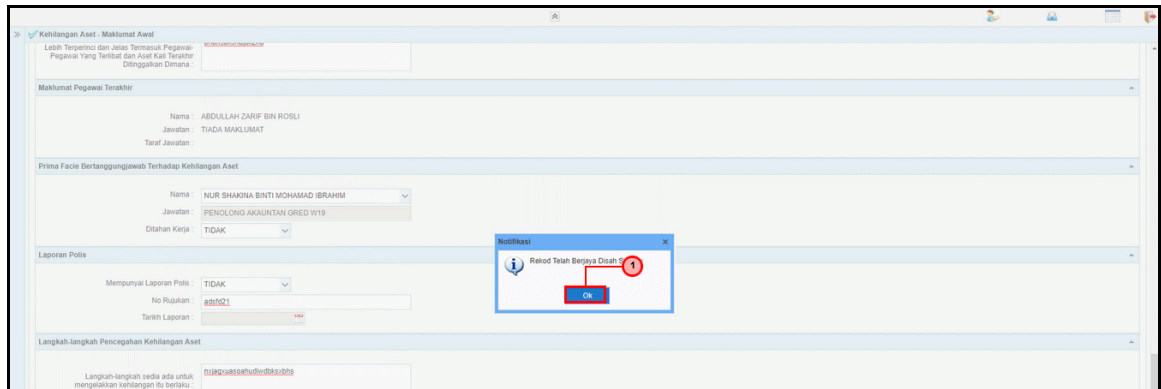 Kehilangan Aset - Maklumat Awal
Lebih Terperinci dan Jelas Termasuk Pegawai-
Pegawai Yang Terlibat dan Aset Kali Terakhir
Ditinggalkan Dimana :
Maklumat Pegawai Terakhir
Nama : ABDULLAH ZARIF BIN ROSLI
Jawatan : TIADA MAKLUMAT
Taraf Jawatan :
Prima Facie Bertanggungjawab Terhadap Kehilangan Aset
Nama : NUR SHAKINA BINTI MOHAMAD IBRAHIM
Jawatan : PENOLONG AKAUNTAN GRED W19
Ditahan Kerja : TIDAK
Notifikasi
Rekod Telah Berjaya Disah S
1
Ok
Laporan Polis
Mempunyai Laporan Polis : TIDAK
No Rujukan : adsfd21
Tarikh Laporan :
Langkah-langkah Pencegahan Kehilangan Aset
Langkah-langkah sedia ada untuk
mengelakkan kehilangan itu berlaku :